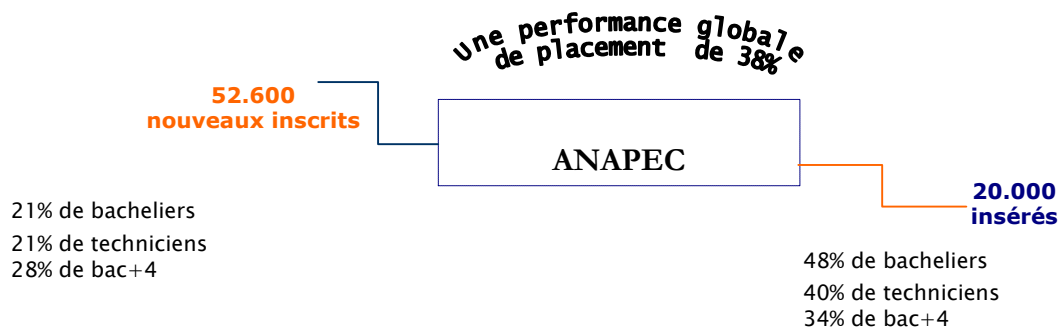 Une performance globale
de placement de 38%
52.600
nouveaux inscrits
ANAPEC
20.000
insérés
21% de bacheliers
21% de techniciens
28% de bac+4
48% de bacheliers
40% de techniciens
34% de bac+4